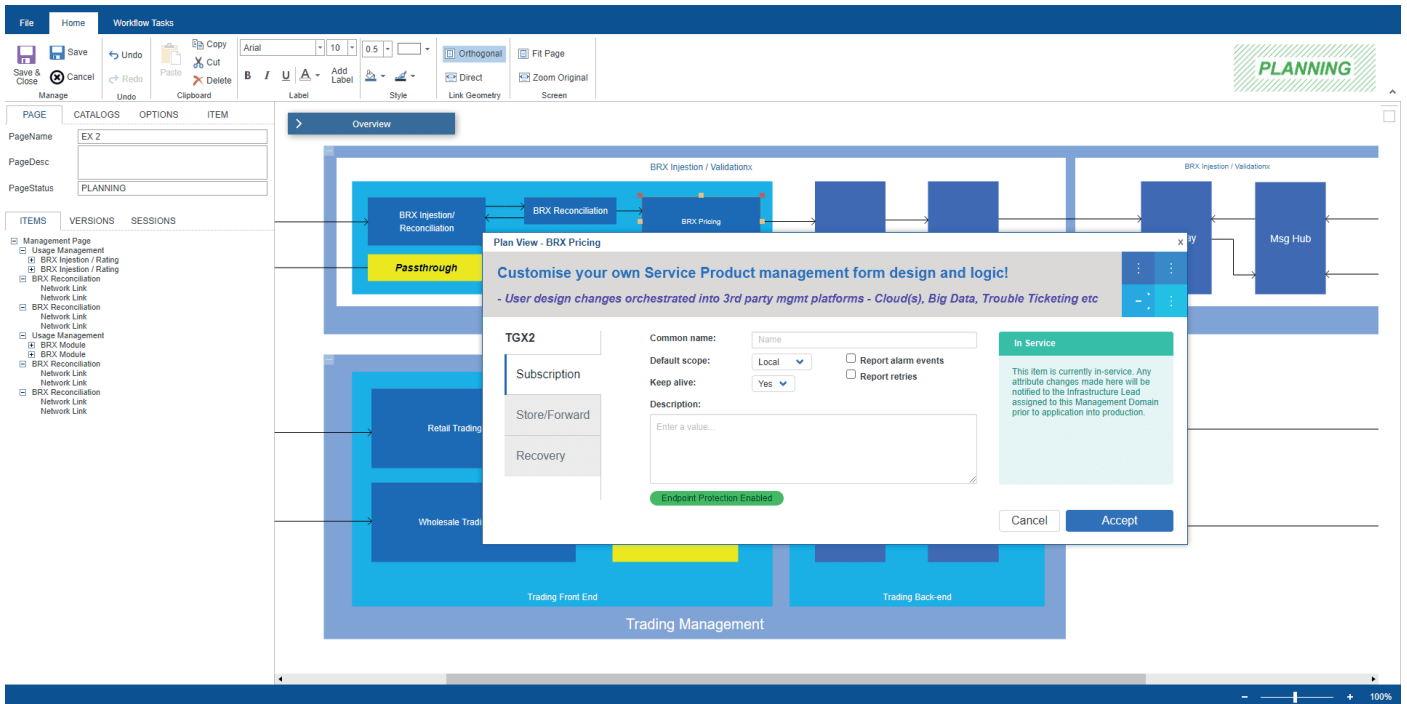 File Home Workflow Tasks
Save & Close
Save
Cancel
Manage
Undo
Redo
Undo
Paste
Copy
Cut
Delete
Clipboard
Arial 10
B I U A Add Label
Label
0.5
Style
Orthogonal
Direct
Link Geometry
Fit Page
Zoom Original
Screen
PLANNING
PAGE CATALOGS OPTIONS ITEM
PageName EX 2
PageDesc
PageStatus PLANNING
ITEMS VERSIONS SESSIONS
Management Page
Usage Management
BRX Injestion / Rating
BRX Injestion / Rating
BRX Reconciliation
Network Link
Network Link
BRX Reconciliation
Network Link
Network Link
Usage Management
BRX Module
BRX Module
BRX Reconciliation
Network Link
Network Link
BRX Reconciliation
Network Link
Network Link
Overview
BRX Injestion / Validationx
BRX Injestion / Validationx
BRX Injestion/
Reconciliation
BRX Reconciliation
BRX Pricing
Msg Hub
Passthrough
Retail Trading
Wholesale Tradi
Trading Front End
Trading Back-end
Trading Management
Plan View - BRX Pricing x
Customise your own Service Product management form design and logic!
- User design changes orchestrated into 3rd party mgmt platforms - Cloud(s), Big Data, Trouble Ticketing etc
TGX2
Subscription
Store/Forward
Recovery
Common name: Name
Default scope: Local
Report alarm events
Keep alive: Yes
Report retries
Description:
Enter a value...
Endpoint Protection Enabled
In Service
This item is currently in-service. Any
attribute changes made here will be
notified to the Infrastructure Lead
assigned to this Management Domain
prior to application into production.
Cancel Accept
100%